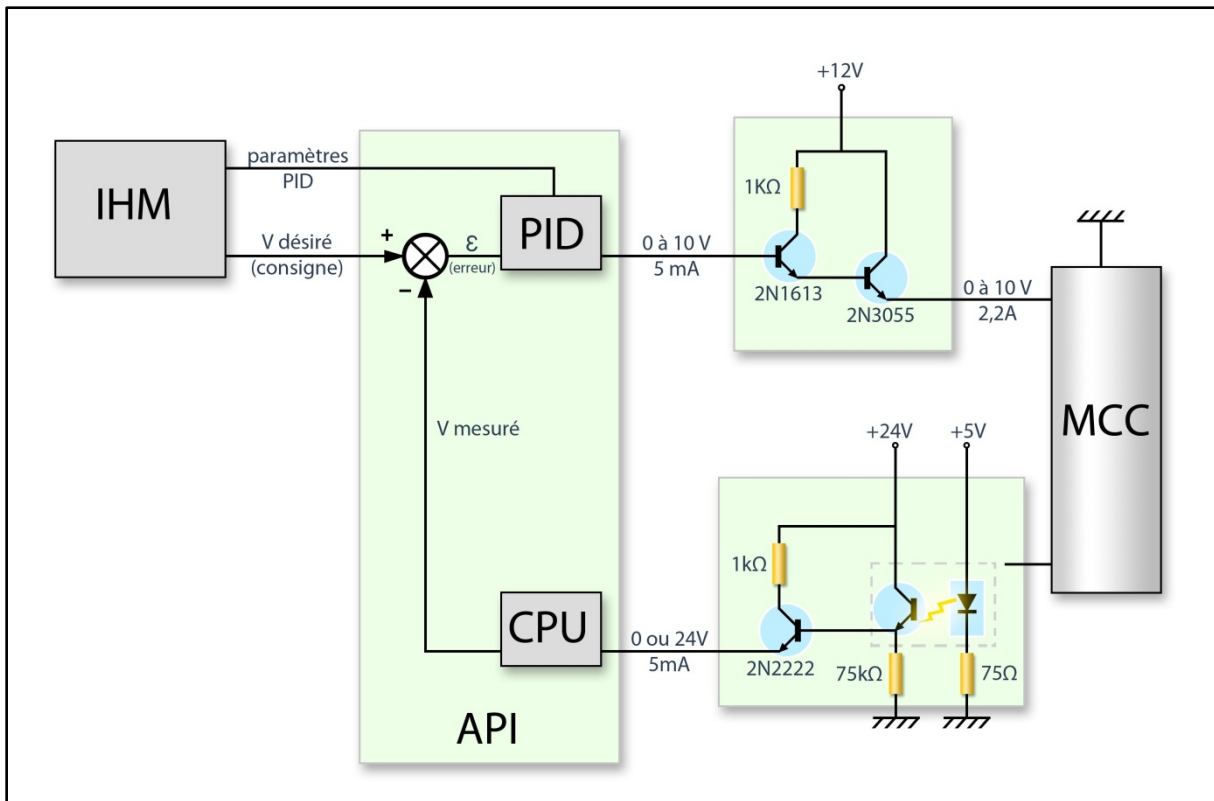 +12V
paramètres
PID
IHM
1KΩ
V désiré
(consigne)
+
−
ε
(erreur)
PID
0 à 10 V
5 mA
2N1613
2N3055
0 à 10 V
2,2A
MCC
V mesuré
+24V
+5V
1kΩ
CPU
0 ou 24V
5mA
2N2222
75kΩ
75Ω
API